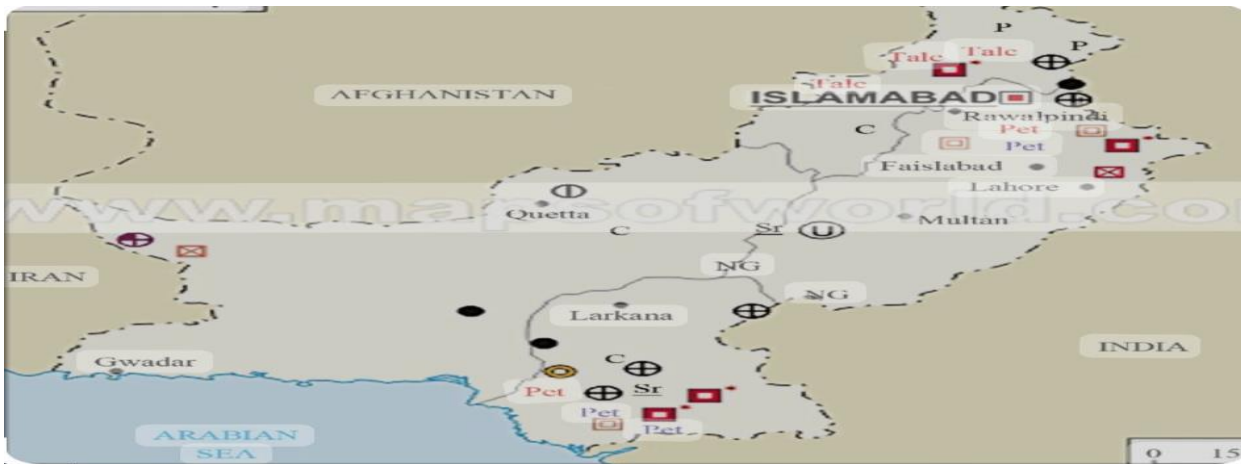 P
Talc Talc P
Talc
AFGHANISTAN
ISLAMABAD
Rawalpindi
C
Pet
Pet
Faislabad
Lahore
www.mapsofworld.co
Quetta
Multan
C
Sr U
NG
IRAN
NG
Larkana
INDIA
Gwadar
C
Pet Sr
Pet
Pet
ARABIAN
SEA
0 15